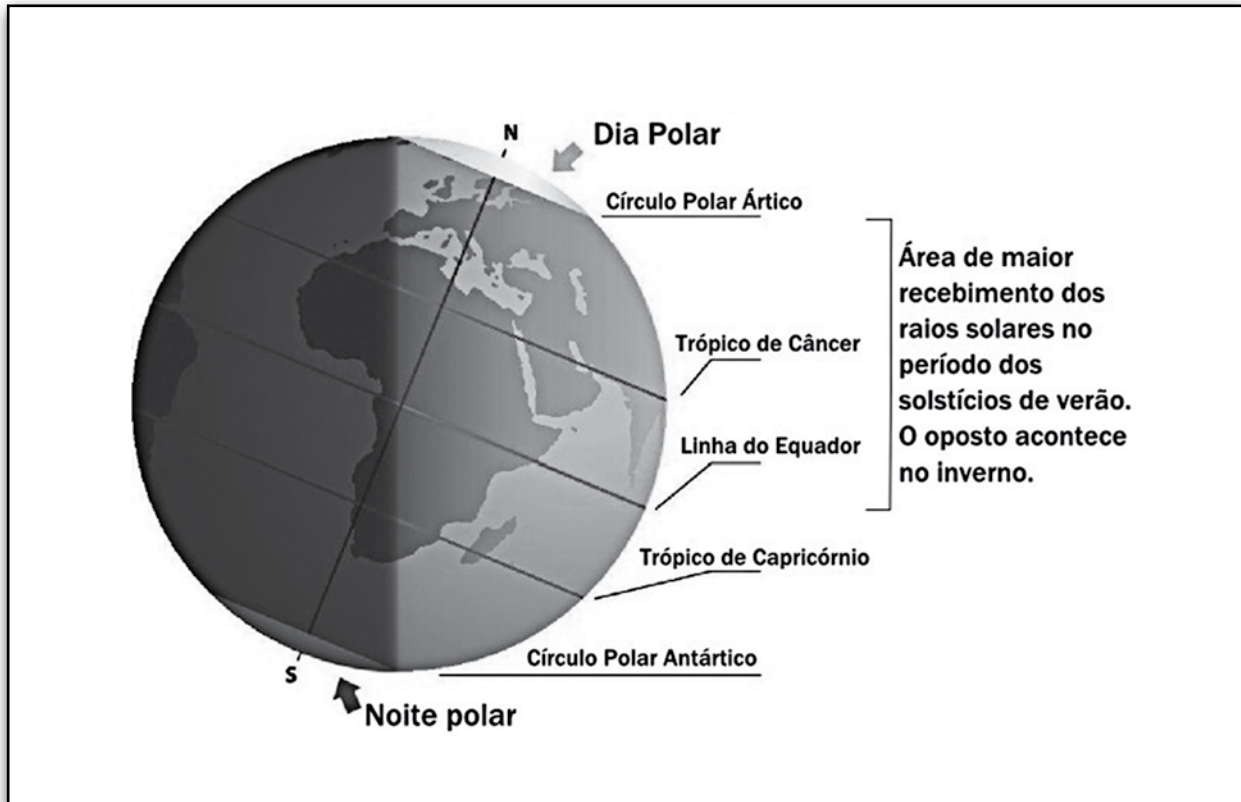 N
Dia Polar
Círculo Polar Ártico
Área de maior
recebimento dos
raios solares no
período dos
solstícios de verão.
O oposto acontece
no inverno.
Trópico de Câncer
Linha do Equador
Trópico de Capricórnio
Círculo Polar Antártico
S
Noite polar